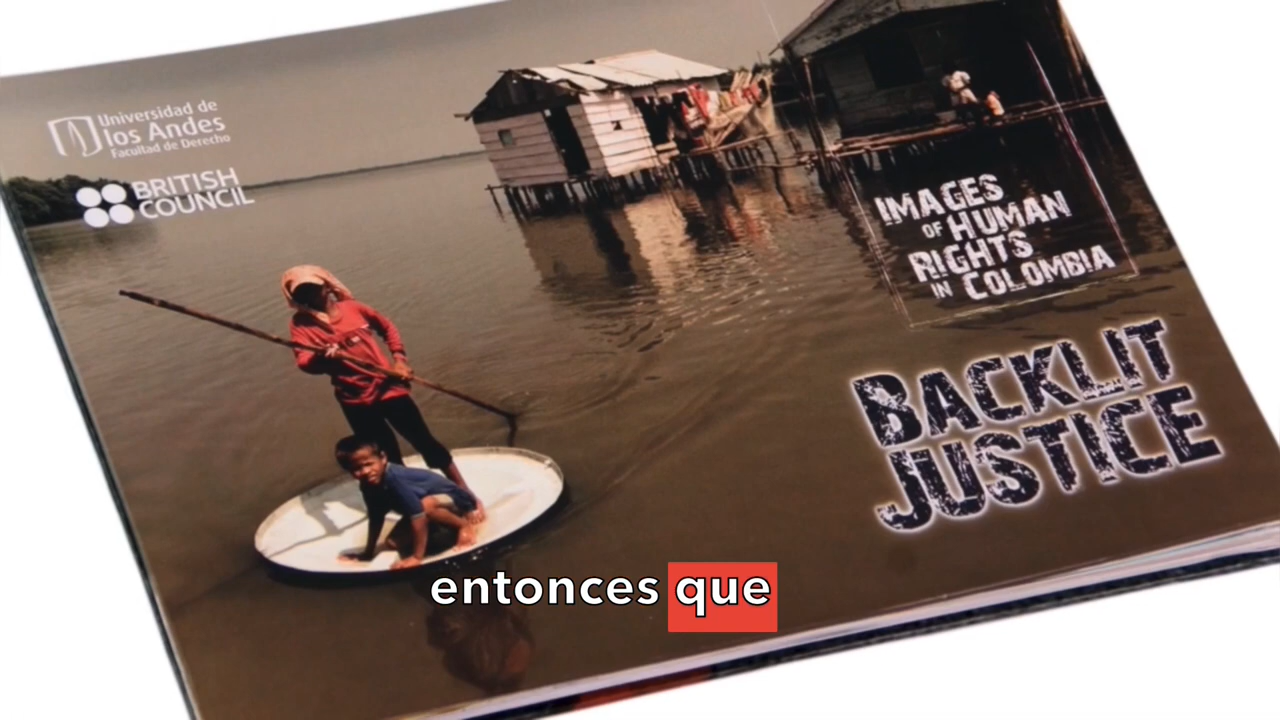 Universidad de
los Andes
Facultad de Derecho
BRITISH
COUNCIL
IMAGES
OF HUMAN
RIGHTS
IN COLOMBIA
BACKLIT
JUSTICE
entonces que